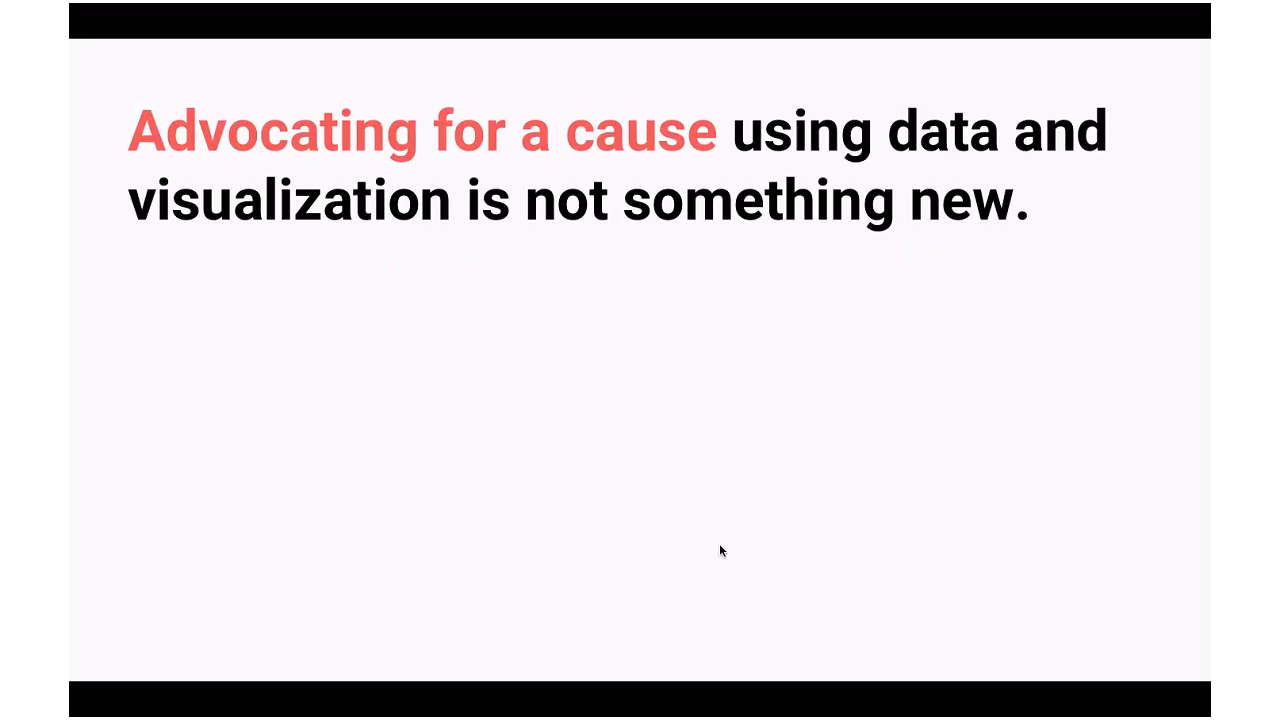 Advocating for a cause using data and
visualization is not something new.